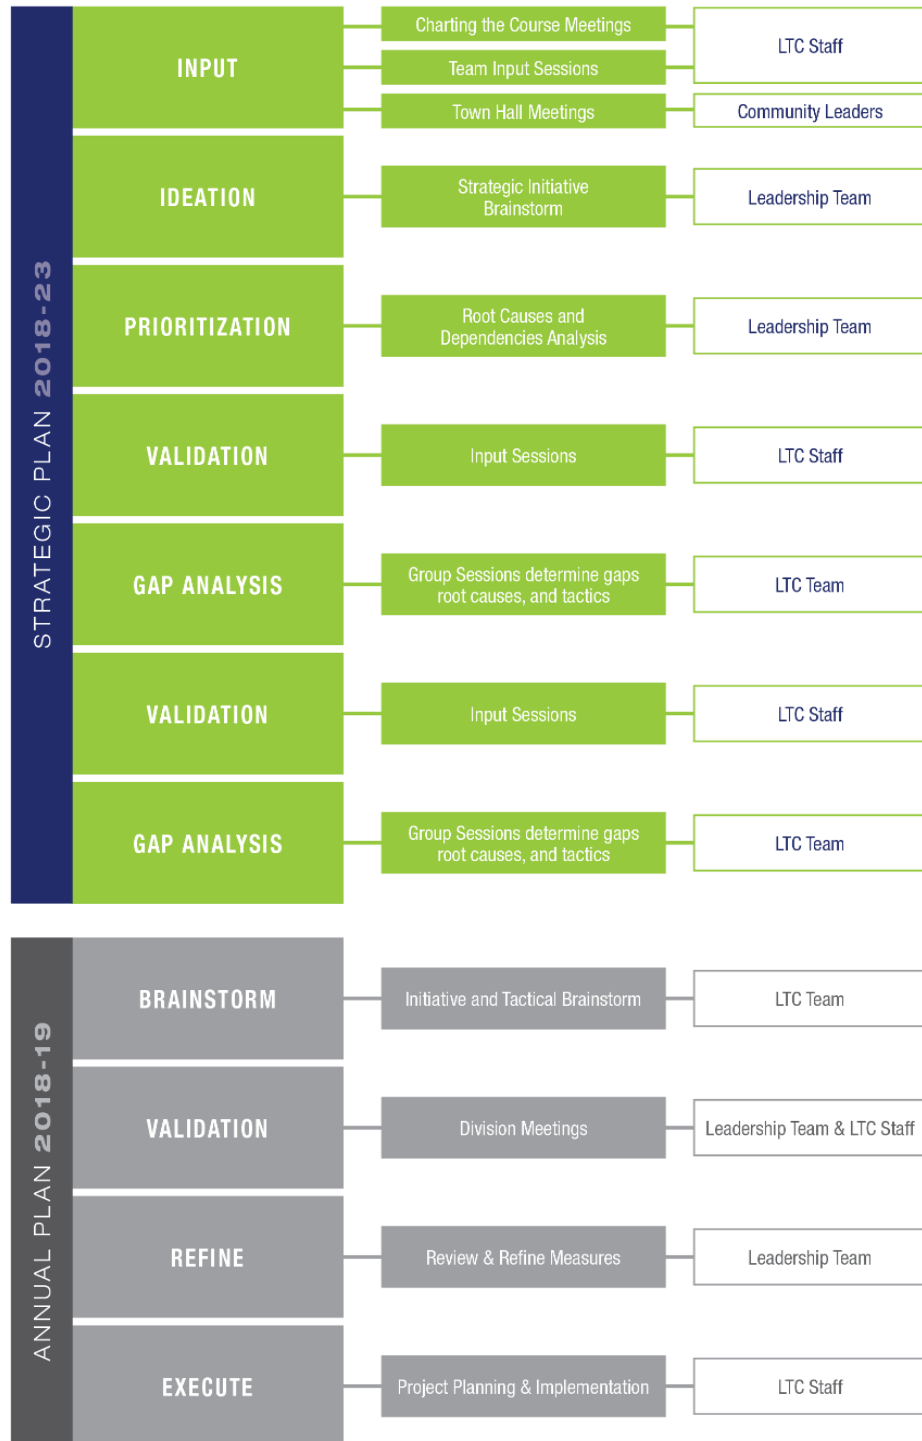 STRATEGIC PLAN 2018-23
INPUT
Charting the Course Meetings
Team Input Sessions
LTC Staff
Town Hall Meetings
Community Leaders
IDEATION
Strategic Initiative
Brainstorm
Leadership Team
PRIORITIZATION
Root Causes and
Dependencies Analysis
Leadership Team
VALIDATION
Input Sessions
LTC Staff
GAP ANALYSIS
Group Sessions determine gaps
root causes, and tactics
LTC Team
VALIDATION
Input Sessions
LTC Staff
GAP ANALYSIS
Group Sessions determine gaps
root causes, and tactics
LTC Team
ANNUAL PLAN 2018-19
BRAINSTORM
Initiative and Tactical Brainstorm
LTC Team
VALIDATION
Division Meetings
Leadership Team & LTC Staff
REFINE
Review & Refine Measures
Leadership Team
EXECUTE
Project Planning & Implementation
LTC Staff